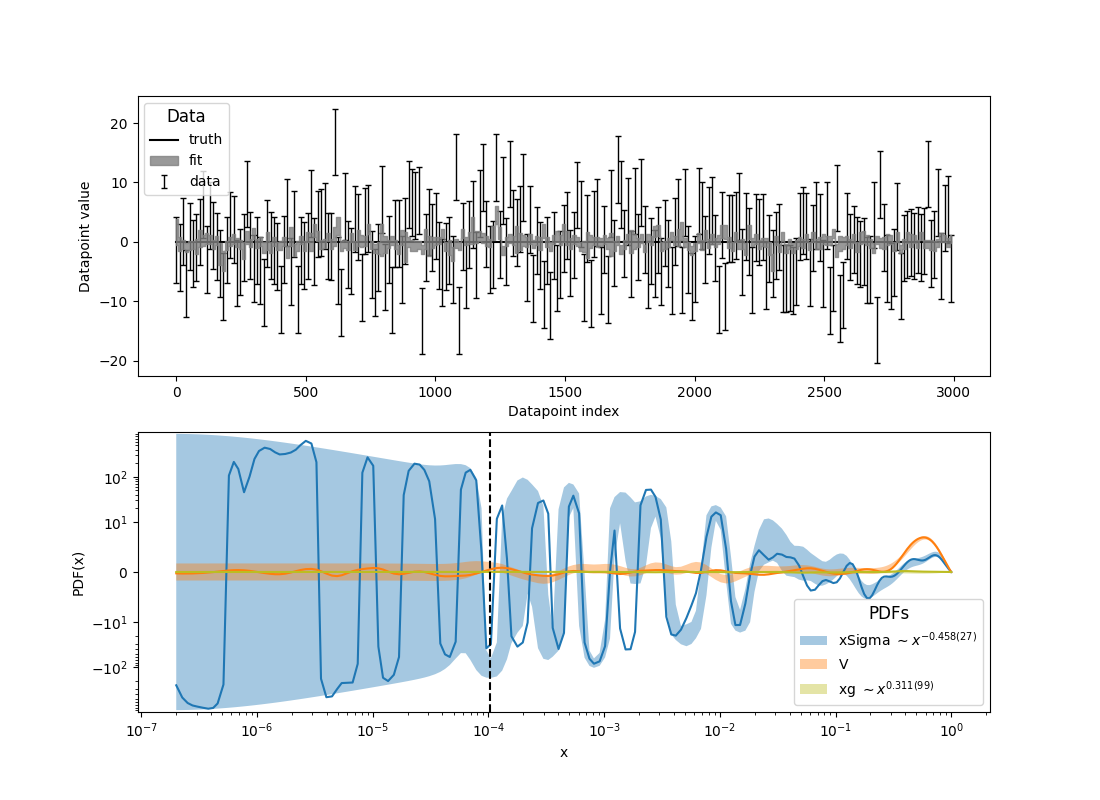 Data
truth
fit
data
20
10
0
−10
−20
Datapoint value
0 500 1000 1500 2000 2500 3000
Datapoint index
10²
10¹
0
−10¹
−10²
PDF(x)
PDFs
xSigma ∼ x^−0.458(27)
V
xg ∼ x^0.311(99)
10⁻⁷ 10⁻⁶ 10⁻⁵ 10⁻⁴ 10⁻³ 10⁻² 10⁻¹ 10⁰
x